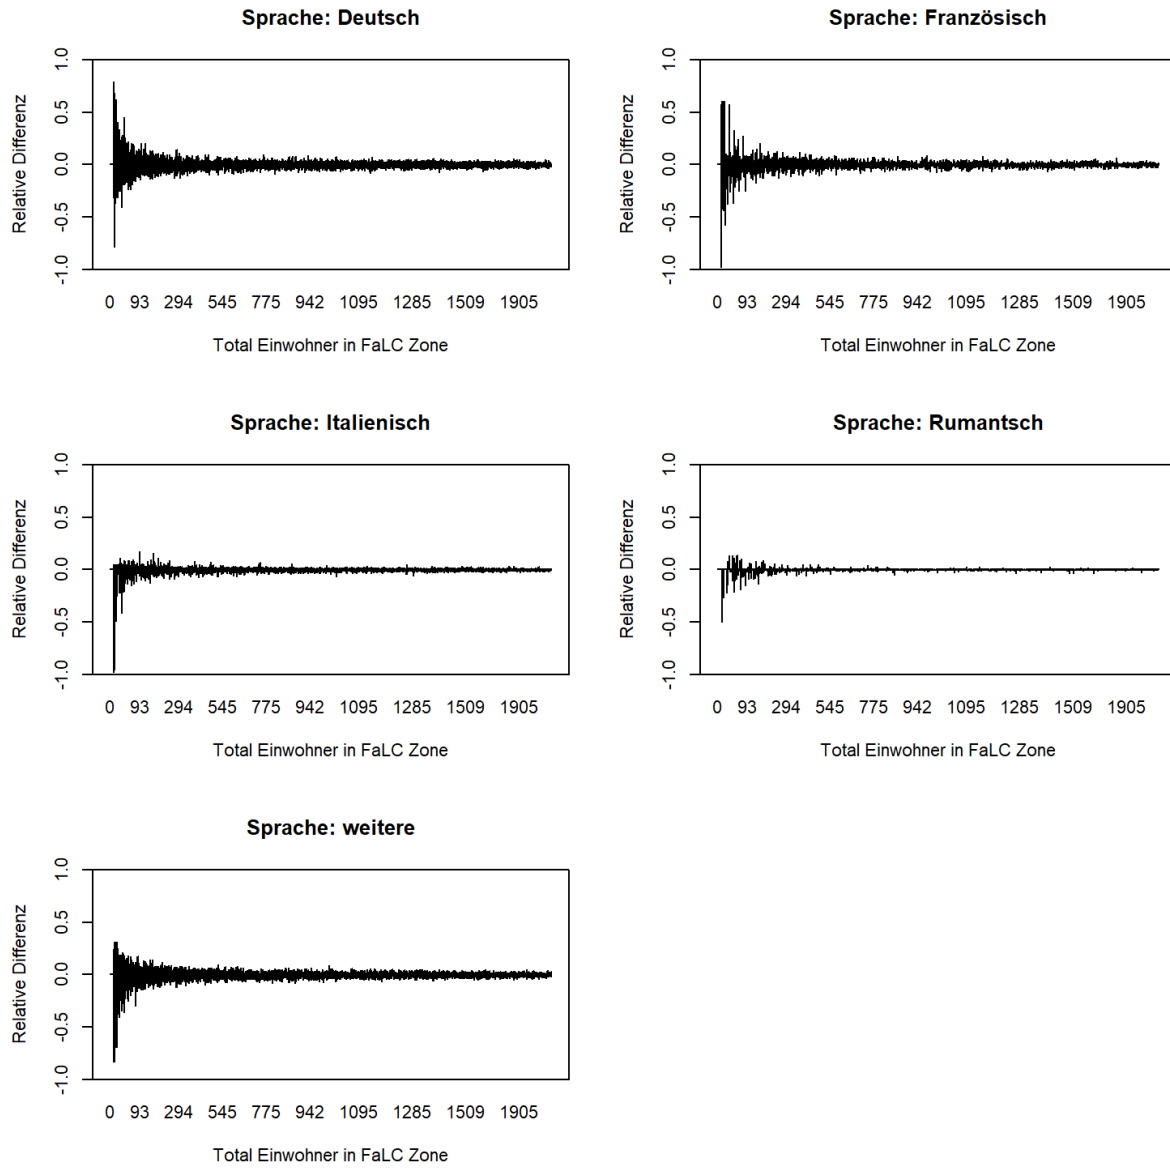 Sprache: Deutsch
Relative Differenz
1.0
0.5
0.0
-0.5
-1.0
0 93 294 545 775 942 1095 1285 1509 1905
Total Einwohner in FaLC Zone
Sprache: Französisch
Relative Differenz
1.0
0.5
0.0
-0.5
-1.0
0 93 294 545 775 942 1095 1285 1509 1905
Total Einwohner in FaLC Zone
Sprache: Italienisch
Relative Differenz
1.0
0.5
0.0
-0.5
-1.0
0 93 294 545 775 942 1095 1285 1509 1905
Total Einwohner in FaLC Zone
Sprache: Rumantsch
Relative Differenz
1.0
0.5
0.0
-0.5
-1.0
0 93 294 545 775 942 1095 1285 1509 1905
Total Einwohner in FaLC Zone
Sprache: weitere
Relative Differenz
1.0
0.5
0.0
-0.5
-1.0
0 93 294 545 775 942 1095 1285 1509 1905
Total Einwohner in FaLC Zone